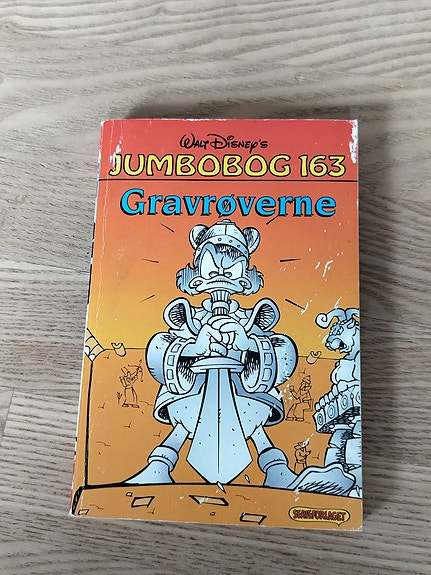 Walt Disney's
JUMBOBOG 163
Gravrøverne
SERIEFORLAGET